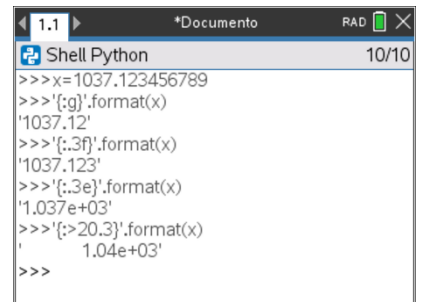 1.1 *Documento RAD
Shell Python 10/10
>>>x=1037.123456789
>>>'{:g}'.format(x)
'1037.12'
>>>'{:.3f}'.format(x)
'1037.123'
>>>'{:.3e}'.format(x)
'1.037e+03'
>>>'{:>20.3}'.format(x)
'            1.04e+03'
>>>